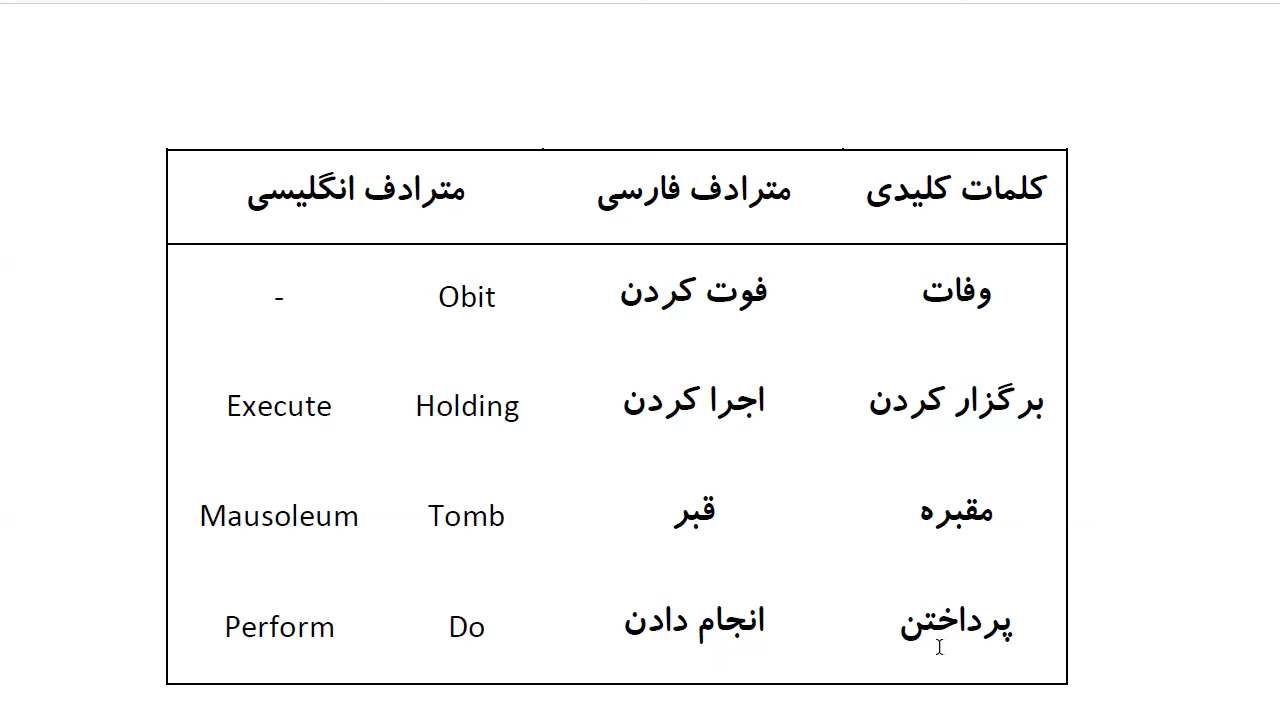 کلمات کلیدی مترادف فارسی مترادف انگلیسی
وفات فوت کردن Obit -
برگزار کردن اجرا کردن Holding Execute
مقبره قبر Tomb Mausoleum
پرداختن انجام دادن Do Perform